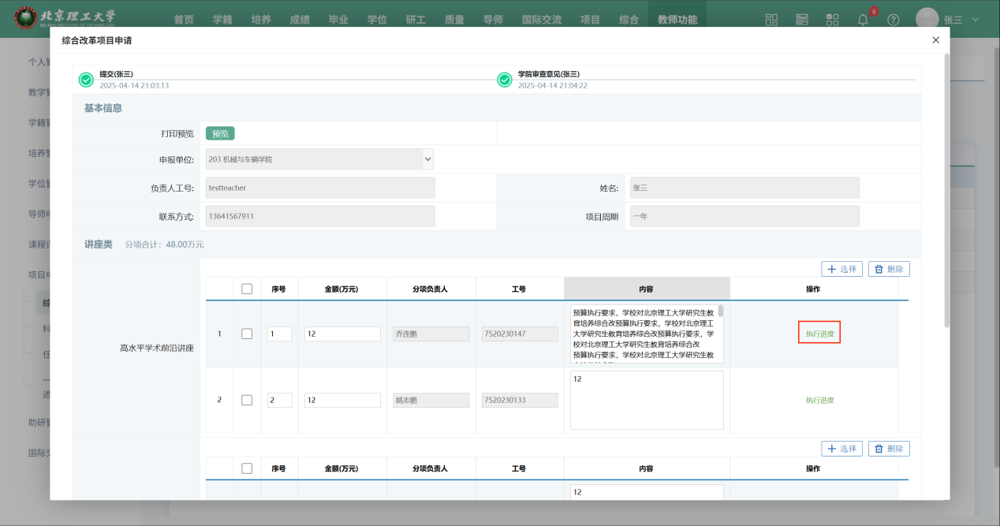 北京理工大学
BEIJING INSTITUTE OF TECHNOLOGY
首页 学籍 培养 成绩 毕业 学位 研工 质量 导师 国际交流 项目 综合 教师功能
6
张三
综合改革项目申请
个人管
教学管
学籍管
培养管
学位管
导师申
课程评
项目申
综
科
任
一
进
助研管
国际交
提交(张三)
2025-04-14 21:03:13
学院审查意见(张三)
2025-04-14 21:04:22
基本信息
打印预览 预览
申报单位: 203 机械与车辆学院
负责人工号: testteacher 姓名: 张三
联系方式: 13641567911 项目周期 一年
讲座类 分项合计：48.00万元
选择 删除
序号 金额(万元) 分项负责人 工号 内容 操作
高水平学术前沿讲座
1 1 12 乔连鹏 7520230147
预算执行要求，学校对北京理工大学研究生教
育培养综合改预算执行要求，学校对北京理工
大学研究生教育培养综合改预算执行要求，学
校对北京理工大学研究生教育培养综合改
预算执行要求，学校对北京理工大学研究生教
执行进度
2 2 12 姚志鹏 7520230133 12 执行进度
选择 删除
序号 金额(万元) 分项负责人 工号 内容 操作
12